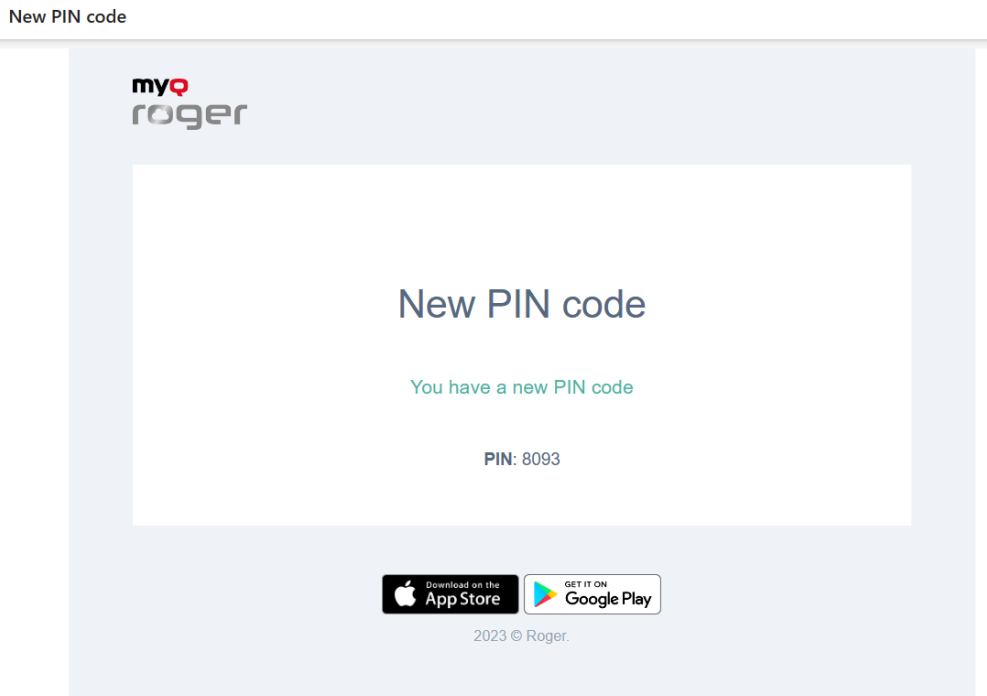 New PIN code
myQ
roger
New PIN code
You have a new PIN code
PIN: 8093
Download on the
App Store
GET IT ON
Google Play
2023 © Roger.